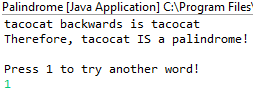 Palindrome [Java Application] C:\Program Files\
tacocat backwards is tacocat
Therefore, tacocat IS a palindrome!
Press 1 to try another word!
1